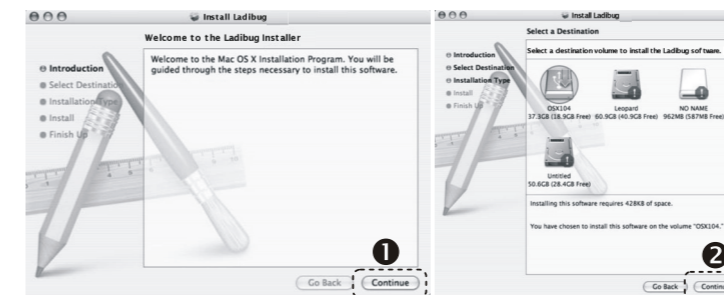 Install Ladibug
Welcome to the Ladibug Installer
Introduction
Select Destination
Installation Type
Install
Finish Up
Welcome to the Mac OS X Installation Program. You will be
guided through the steps necessary to install this software.
1
Go Back
Continue
Install Ladibug
Select a Destination
Introduction
Select Destination
Installation Type
Install
Finish Up
Select a destination volume to install the Ladibug software.
OSX104
37.3GB (18.9GB Free)
Leopard
60.9GB (40.9GB Free)
NO NAME
962MB (587MB Free)
Untitled
50.6GB (28.4GB Free)
Installing this software requires 428KB of space.
You have chosen to install this software on the volume "OSX104."
2
Go Back